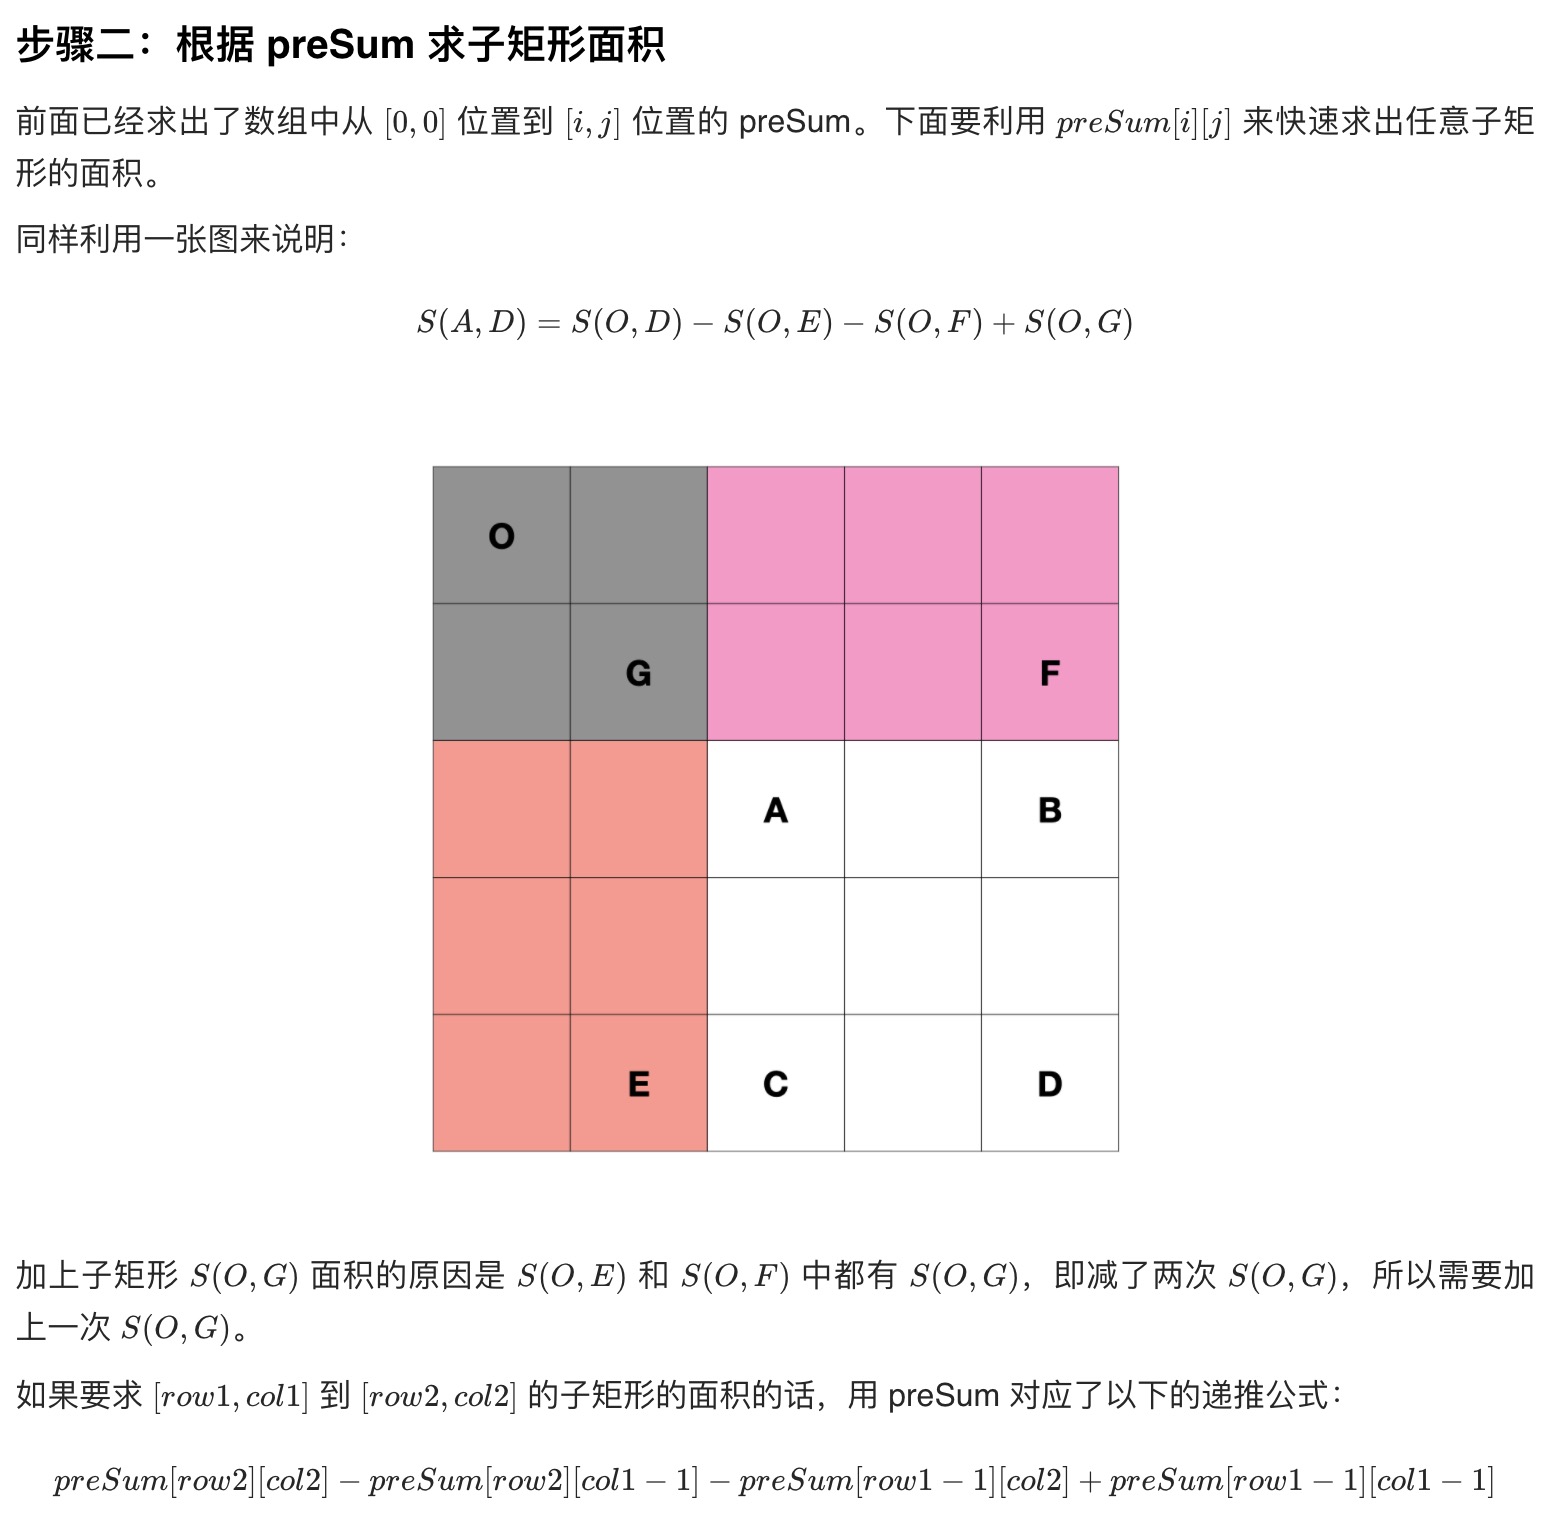 步骤二：根据 preSum 求子矩形面积
前面已经求出了数组中从 [0, 0] 位置到 [i, j] 位置的 preSum。下面要利用 preSum[i][j] 来快速求出任意子矩
形的面积。
同样利用一张图来说明：
S(A, D) = S(O, D) − S(O, E) − S(O, F) + S(O, G)
O
G F
A B
E C D
加上子矩形 S(O, G) 面积的原因是 S(O, E) 和 S(O, F) 中都有 S(O, G)，即减了两次 S(O, G)，所以需要加
上一次 S(O, G)。
如果要求 [row1, col1] 到 [row2, col2] 的子矩形的面积的话，用 preSum 对应了以下的递推公式：
preSum[row2][col2] − preSum[row2][col1 − 1] − preSum[row1 − 1][col2] + preSum[row1 − 1][col1 − 1]